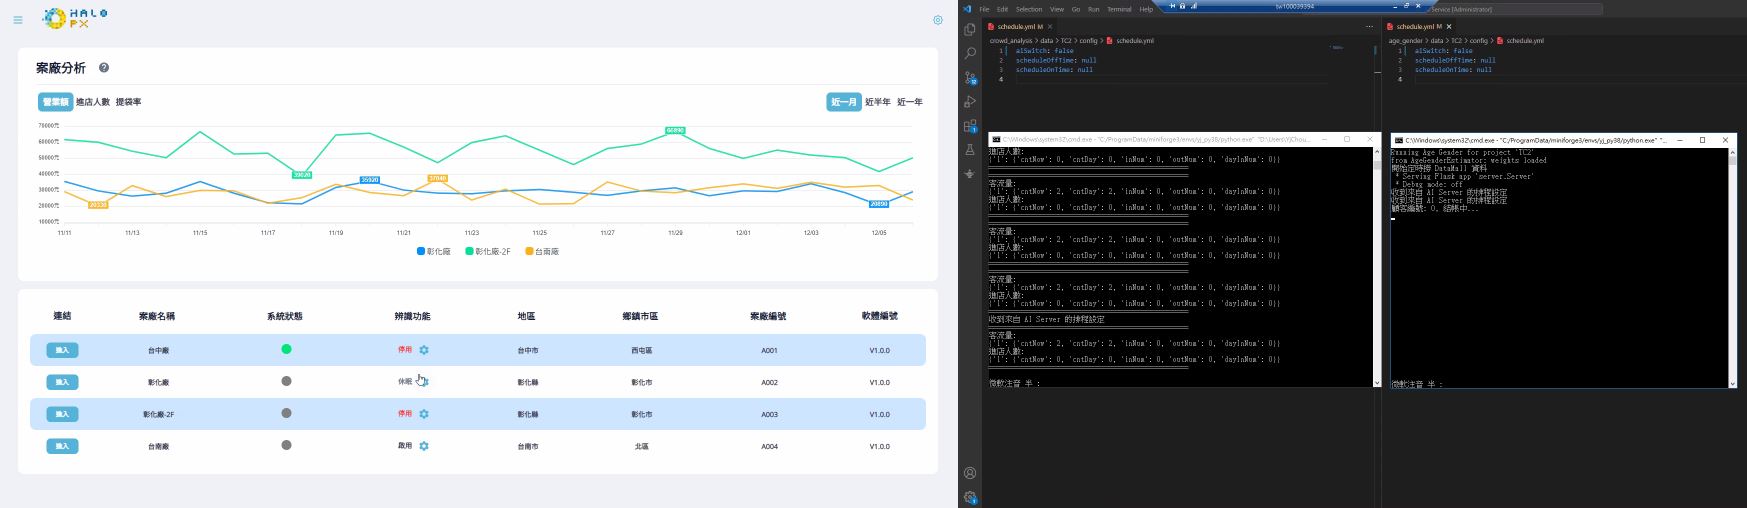 HALO
PX
案廠分析 ?
營業額 進店人數 提袋率
近一月 近半年 近一年
70000元
60000元
50000元
40000元
30000元
20000元
10000元
66890
39020
35920
37040
20330
20890
11/11 11/13 11/15 11/17 11/19 11/21 11/23 11/25 11/27 11/29 12/01 12/03 12/05
彰化廠 彰化廠-2F 台南廠
連結 案廠名稱 系統狀態 辨識功能 地區 鄉鎮市區 案廠編號 軟體編號
進入 台中廠 停用 台中市 西屯區 A001 V1.0.0
進入 彰化廠 休眠 彰化縣 彰化市 A002 V1.0.0
進入 彰化廠-2F 停用 彰化縣 彰化市 A003 V1.0.0
進入 台南廠 啟用 台南市 北區 A004 V1.0.0
File Edit Selection View Go Run Terminal Help
tw100039394
Service [Administrator]
schedule.yml M
crowd_analysis > data > TC2 > config > schedule.yml
1 aiSwitch: false
2 scheduleOffTime: null
3 scheduleOnTime: null
4
C:\Windows\system32\cmd.exe - "C:/ProgramData/miniforge3/envs/yj_py38/python.exe" "D:\Users\YJChou...
進店人數:
{'1': {'cntNow': 0, 'cntDay': 0, 'inNum': 0, 'outNum': 0, 'dayInNum': 0}}
客流量:
{'1': {'cntNow': 2, 'cntDay': 2, 'inNum': 0, 'outNum': 0, 'dayInNum': 0}}
進店人數:
{'1': {'cntNow': 0, 'cntDay': 0, 'inNum': 0, 'outNum': 0, 'dayInNum': 0}}
客流量:
{'1': {'cntNow': 2, 'cntDay': 2, 'inNum': 0, 'outNum': 0, 'dayInNum': 0}}
進店人數:
{'1': {'cntNow': 0, 'cntDay': 0, 'inNum': 0, 'outNum': 0, 'dayInNum': 0}}
客流量:
{'1': {'cntNow': 2, 'cntDay': 2, 'inNum': 0, 'outNum': 0, 'dayInNum': 0}}
進店人數:
{'1': {'cntNow': 0, 'cntDay': 0, 'inNum': 0, 'outNum': 0, 'dayInNum': 0}}
收到來自 AI Server 的排程設定
客流量:
{'1': {'cntNow': 2, 'cntDay': 2, 'inNum': 0, 'outNum': 0, 'dayInNum': 0}}
進店人數:
{'1': {'cntNow': 0, 'cntDay': 0, 'inNum': 0, 'outNum': 0, 'dayInNum': 0}}
微軟注音 半 :
schedule.yml M
age_gender > data > TC2 > config > schedule.yml
1 aiSwitch: false
2 scheduleOffTime: null
3 scheduleOnTime: null
4
C:\Windows\system32\cmd.exe - "C:/ProgramData/miniforge3/envs/yj_py38/python.exe" "...
Running Age Gender for project 'TC2'
from AgeGenderEstimator: weights loaded
開始定時撈 DataMall 資料
* Serving Flask app 'server.Server'
* Debug mode: off
收到來自 AI Server 的排程設定
收到來自 AI Server 的排程設定
顧客編號: 0, 結帳中...
微軟注音 半 :